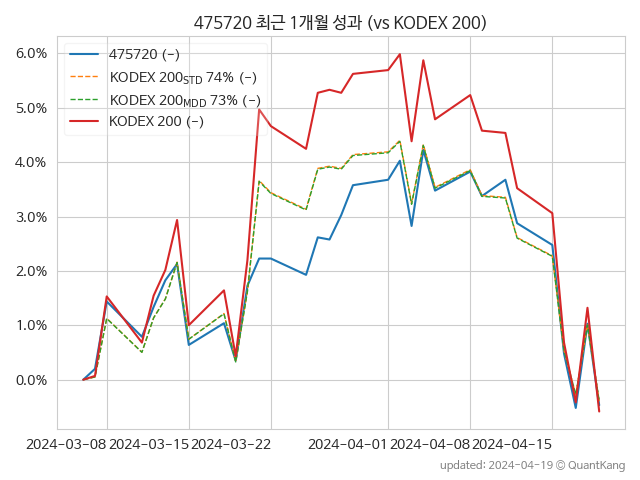 475720 최근 1개월 성과 (vs KODEX 200)
475720 (-)
KODEX 200STD 74% (-)
KODEX 200MDD 73% (-)
KODEX 200 (-)
6.0%
5.0%
4.0%
3.0%
2.0%
1.0%
0.0%
2024-03-08 2024-03-15 2024-03-22 2024-04-01 2024-04-08 2024-04-15
updated: 2024-04-19 @ QuantKang